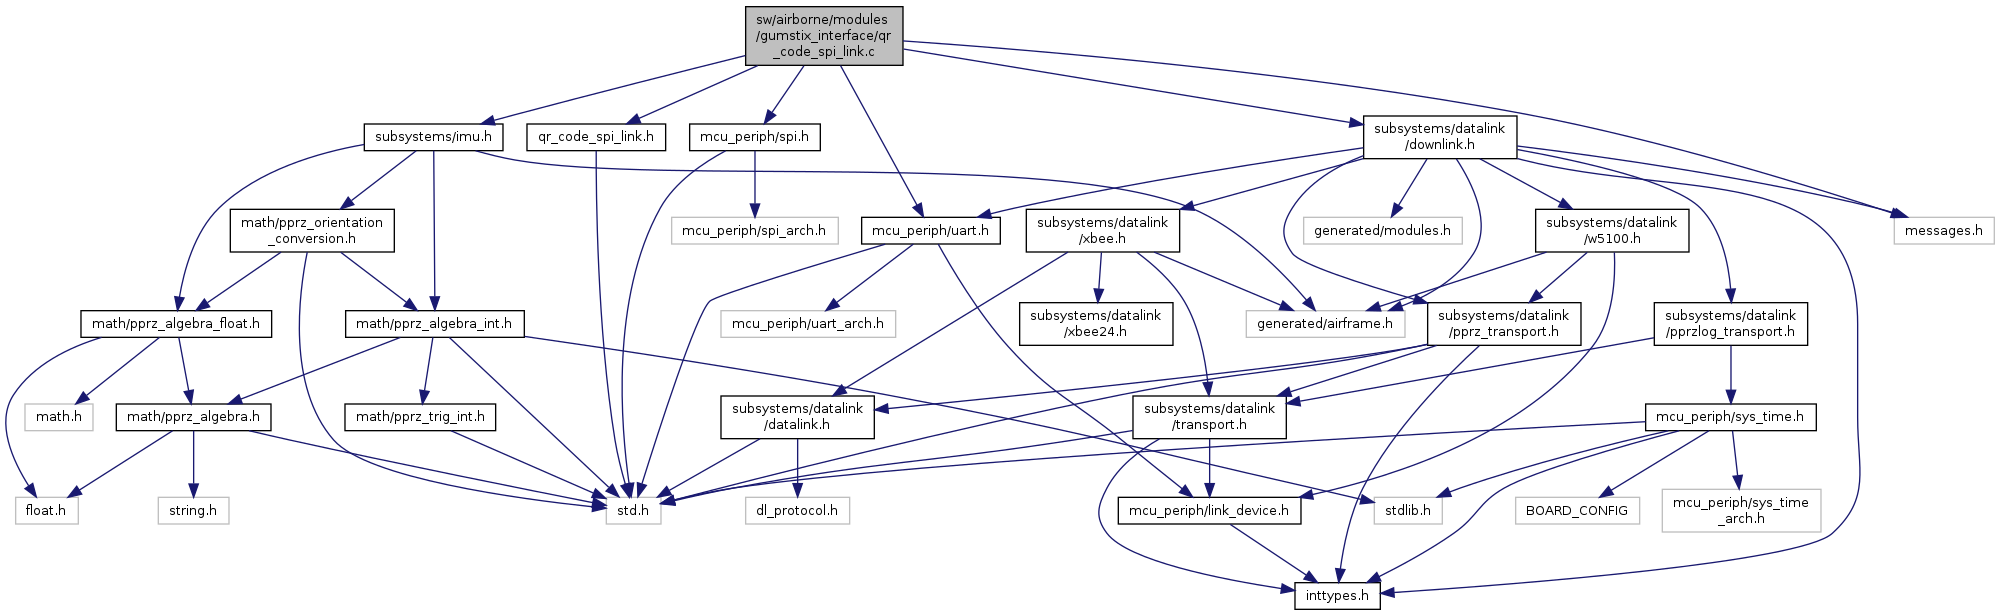 sw/airborne/modules
/gumstix_interface/qr
_code_spi_link.c
subsystems/imu.h
qr_code_spi_link.h
mcu_periph/spi.h
subsystems/datalink
/downlink.h
math/pprz_orientation
_conversion.h
mcu_periph/spi_arch.h
mcu_periph/uart.h
subsystems/datalink
/xbee.h
generated/modules.h
subsystems/datalink
/w5100.h
messages.h
math/pprz_algebra_float.h
math/pprz_algebra_int.h
mcu_periph/uart_arch.h
subsystems/datalink
/xbee24.h
generated/airframe.h
subsystems/datalink
/pprz_transport.h
subsystems/datalink
/pprzlog_transport.h
math.h
math/pprz_algebra.h
math/pprz_trig_int.h
subsystems/datalink
/datalink.h
subsystems/datalink
/transport.h
mcu_periph/sys_time.h
float.h
string.h
std.h
dl_protocol.h
mcu_periph/link_device.h
stdlib.h
BOARD_CONFIG
mcu_periph/sys_time
_arch.h
inttypes.h